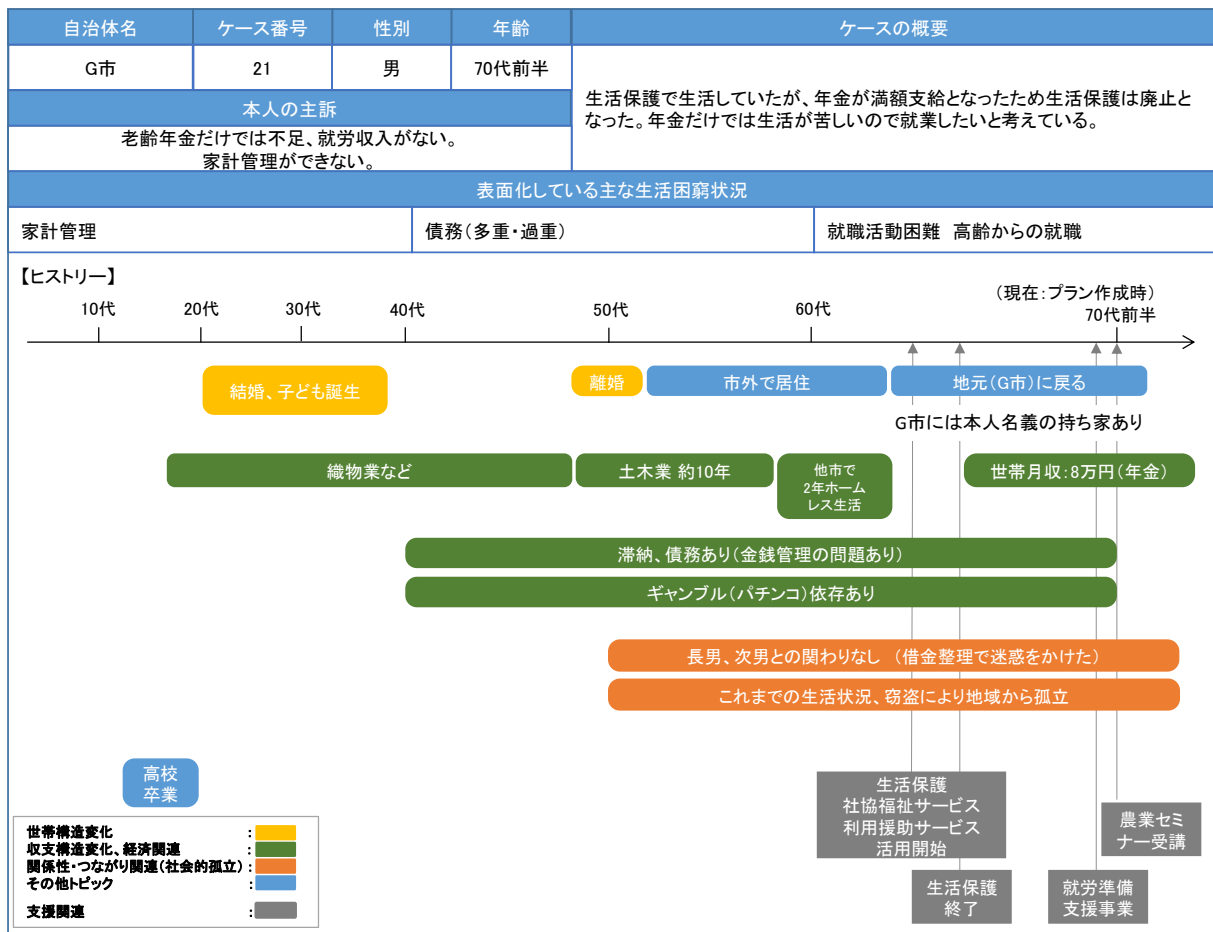 自治体名 ケース番号 性別 年齢 ケースの概要
G市 21 男 70代前半
生活保護で生活していたが、年金が満額支給となったため生活保護は廃止と
なった。年金だけでは生活が苦しいので就業したいと考えている。
本人の主訴
老齢年金だけでは不足、就労収入がない。
家計管理ができない。
表面化している主な生活困窮状況
家計管理 債務(多重・過重) 就職活動困難 高齢からの就職
【ヒストリー】
(現在:プラン作成時)
10代 20代 30代 40代 50代 60代 70代前半
結婚、子ども誕生 離婚 市外で居住 地元(G市)に戻る
G市には本人名義の持ち家あり
織物業など 土木業 約10年
他市で
2年ホーム
レス生活
世帯月収:8万円(年金)
滞納、債務あり(金銭管理の問題あり)
ギャンブル(パチンコ)依存あり
長男、次男との関わりなし (借金整理で迷惑をかけた)
これまでの生活状況、窃盗により地域から孤立
高校
卒業
生活保護
社協福祉サービス
利用援助サービス
活用開始
農業セミ
ナー受講
生活保護
終了
就労準備
支援事業
世帯構造変化 :
収支構造変化、経済関連 :
関係性・つながり関連(社会的孤立) :
その他トピック :
支援関連 :